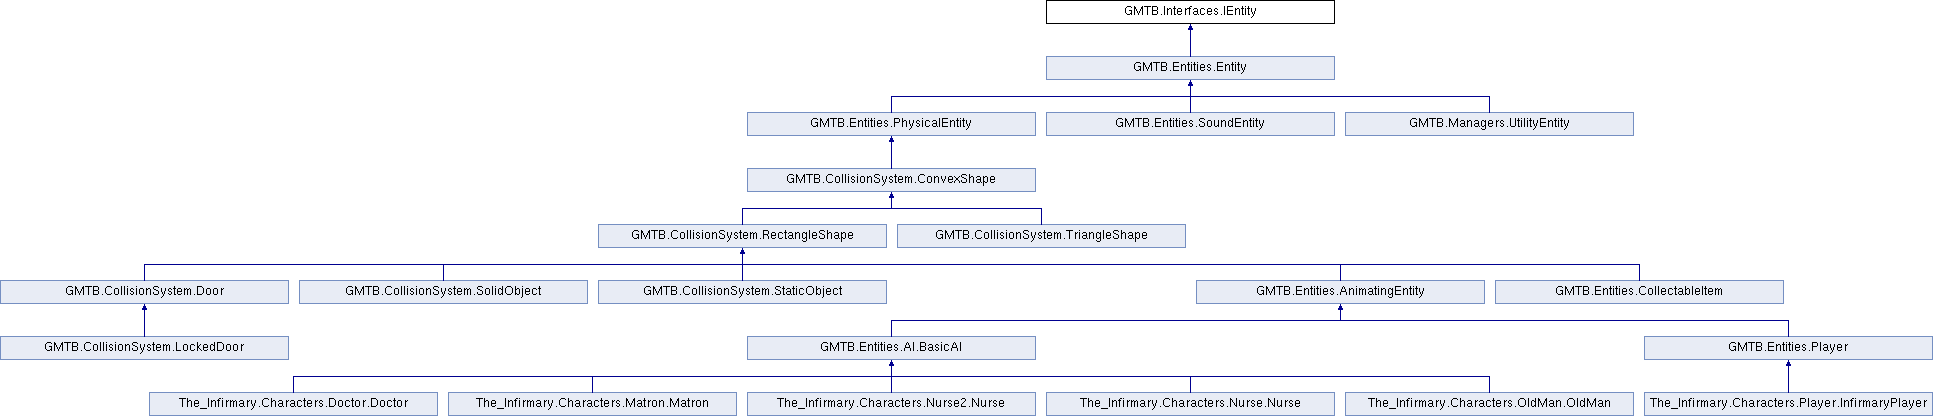 GMTB.Interfaces.IEntity
GMTB.Entities.Entity
GMTB.Entities.PhysicalEntity
GMTB.Entities.SoundEntity
GMTB.Managers.UtilityEntity
GMTB.CollisionSystem.ConvexShape
GMTB.CollisionSystem.RectangleShape
GMTB.CollisionSystem.TriangleShape
GMTB.CollisionSystem.Door
GMTB.CollisionSystem.SolidObject
GMTB.CollisionSystem.StaticObject
GMTB.Entities.AnimatingEntity
GMTB.Entities.CollectableItem
GMTB.CollisionSystem.LockedDoor
GMTB.Entities.AI.BasicAI
GMTB.Entities.Player
The_Infirmary.Characters.Doctor.Doctor
The_Infirmary.Characters.Matron.Matron
The_Infirmary.Characters.Nurse2.Nurse
The_Infirmary.Characters.Nurse.Nurse
The_Infirmary.Characters.OldMan.OldMan
The_Infirmary.Characters.Player.InfirmaryPlayer